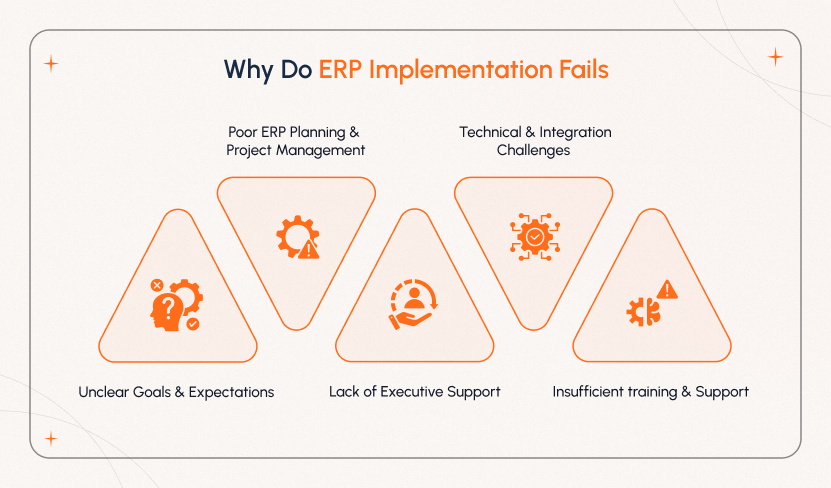 Why Do ERP Implementation Fails
Poor ERP Planning &
Project Management
Technical & Integration
Challenges
Unclear Goals & Expectations
Lack of Executive Support
Insufficient training & Support